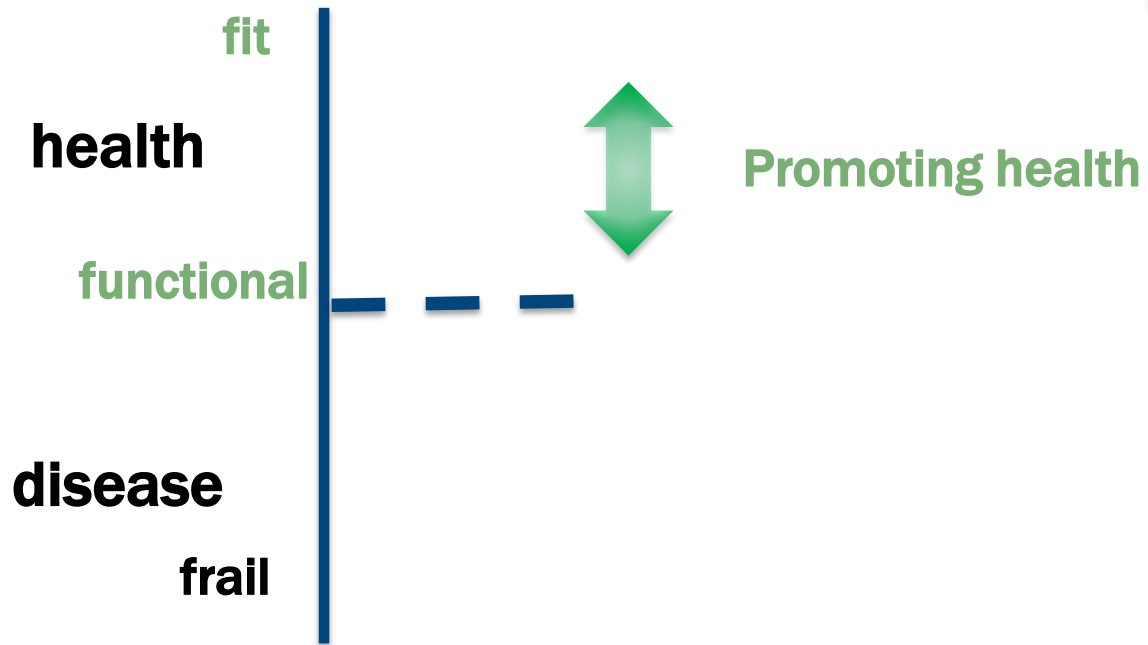 fit
health
Promoting health
functional
disease
frail